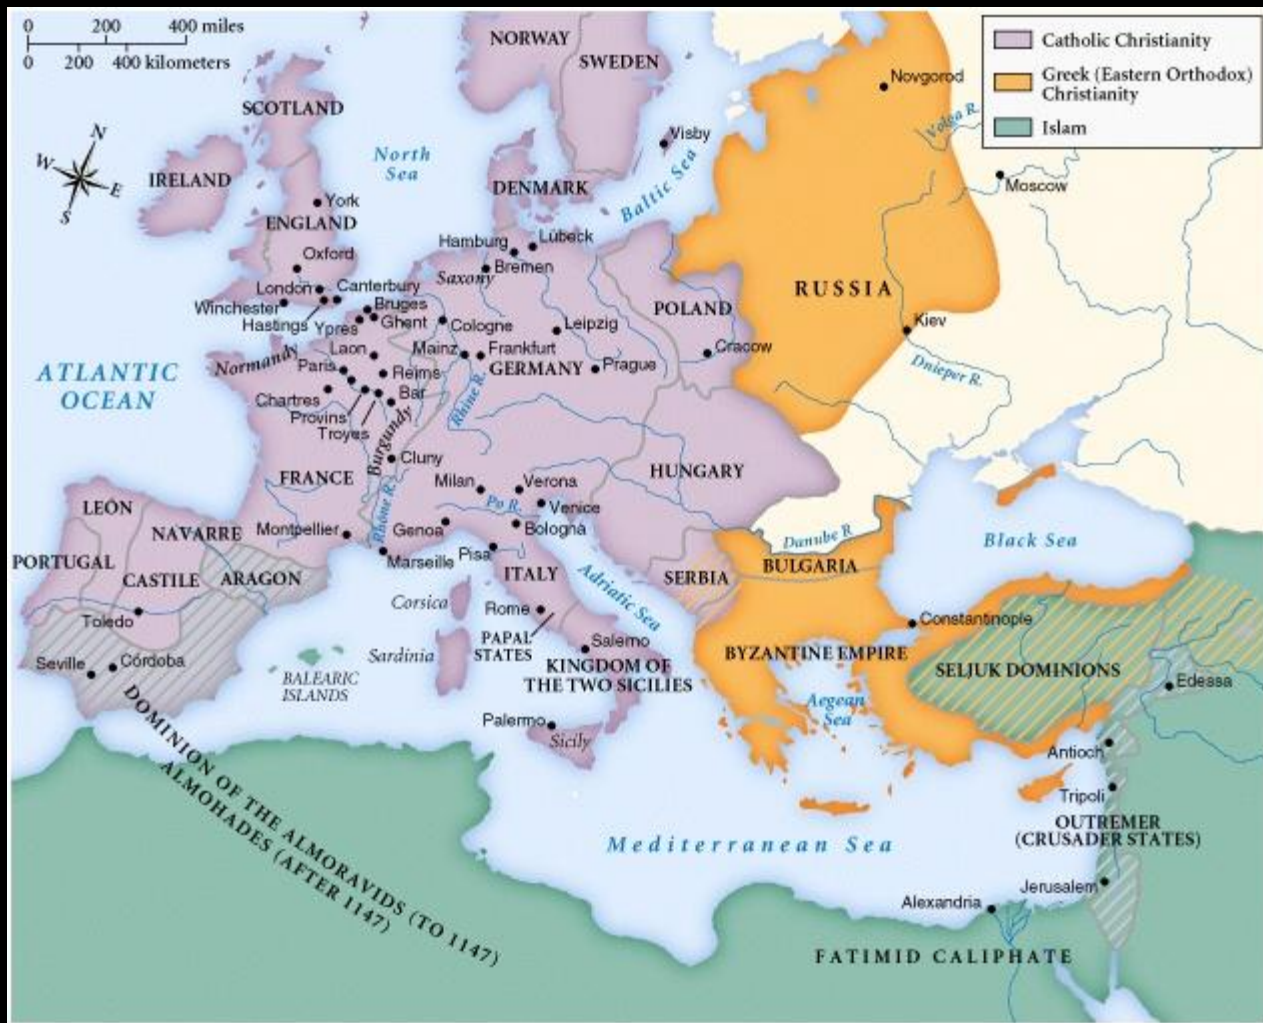 0 200 400 miles
0 200 400 kilometers
N
W
E
S
Catholic Christianity
Greek (Eastern Orthodox)
Christianity
Islam
NORWAY
SWEDEN
SCOTLAND
Novgorod
Volga R.
Visby
North
Sea
IRELAND
DENMARK
Baltic Sea
Moscow
York
ENGLAND
Oxford
Hamburg
Lübeck
Saxony
Bremen
London
Canterbury
Winchester
Hastings
Bruges
Ypres
Ghent
Cologne
Leipzig
POLAND
RUSSIA
Kiev
Normandy
Laon
Mainz
Frankfurt
Cracow
Paris
Reims
GERMANY
Prague
Dnieper R.
ATLANTIC
OCEAN
Chartres
Bar
Rhine R.
Provins
Troyes
Burgundy
Cluny
FRANCE
Milan
Verona
HUNGARY
Rhône R.
Po R.
Venice
LEÓN
NAVARRE
Montpellier
Genoa
Bologna
Danube R
Black Sea
PORTUGAL
CASTILE
ARAGON
Marseille
Pisa
ITALY
Adriatic Sea
SERBIA
BULGARIA
Corsica
Rome
Toledo
Constantinople
PAPAL
STATES
Salerno
Sardinia
BYZANTINE EMPIRE
SELJUK DOMINIONS
Seville
Córdoba
BALEARIC
ISLANDS
KINGDOM OF
THE TWO SICILIES
Edessa
Aegean
Sea
Palermo
Sicily
Antioch
DOMINION OF THE ALMORAVIDS (TO 1147)
ALMOHADES (AFTER 1147)
Tripoli
OUTREMER
(CRUSADER STATES)
Mediterranean Sea
Jerusalem
Alexandria
FATIMID CALIPHATE